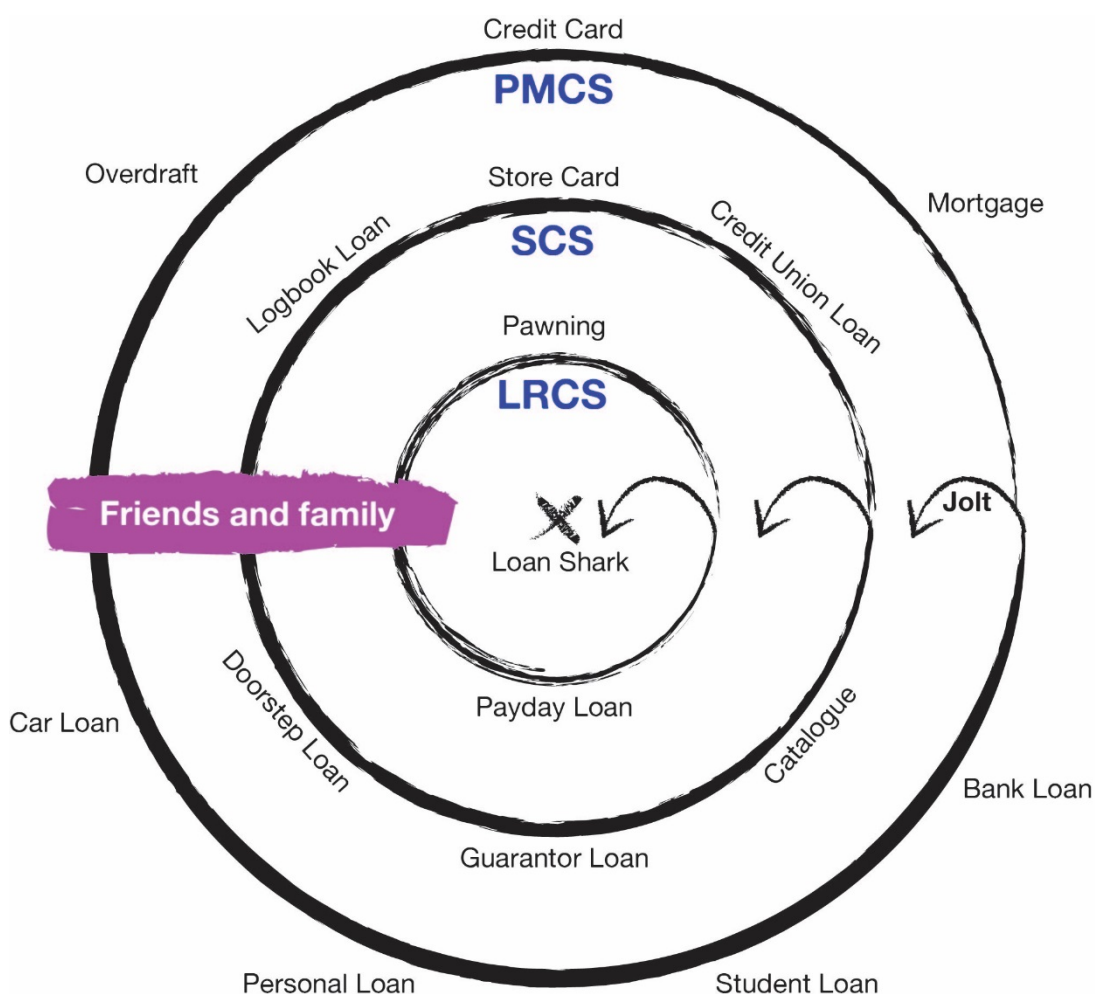 Credit Card
PMCS
Overdraft
Store Card
Mortgage
Logbook Loan
SCS
Credit Union Loan
Pawning
LRCS
Friends and family
Jolt
Loan Shark
Doorstep Loan
Payday Loan
Car Loan
Catalogue
Bank Loan
Guarantor Loan
Personal Loan
Student Loan